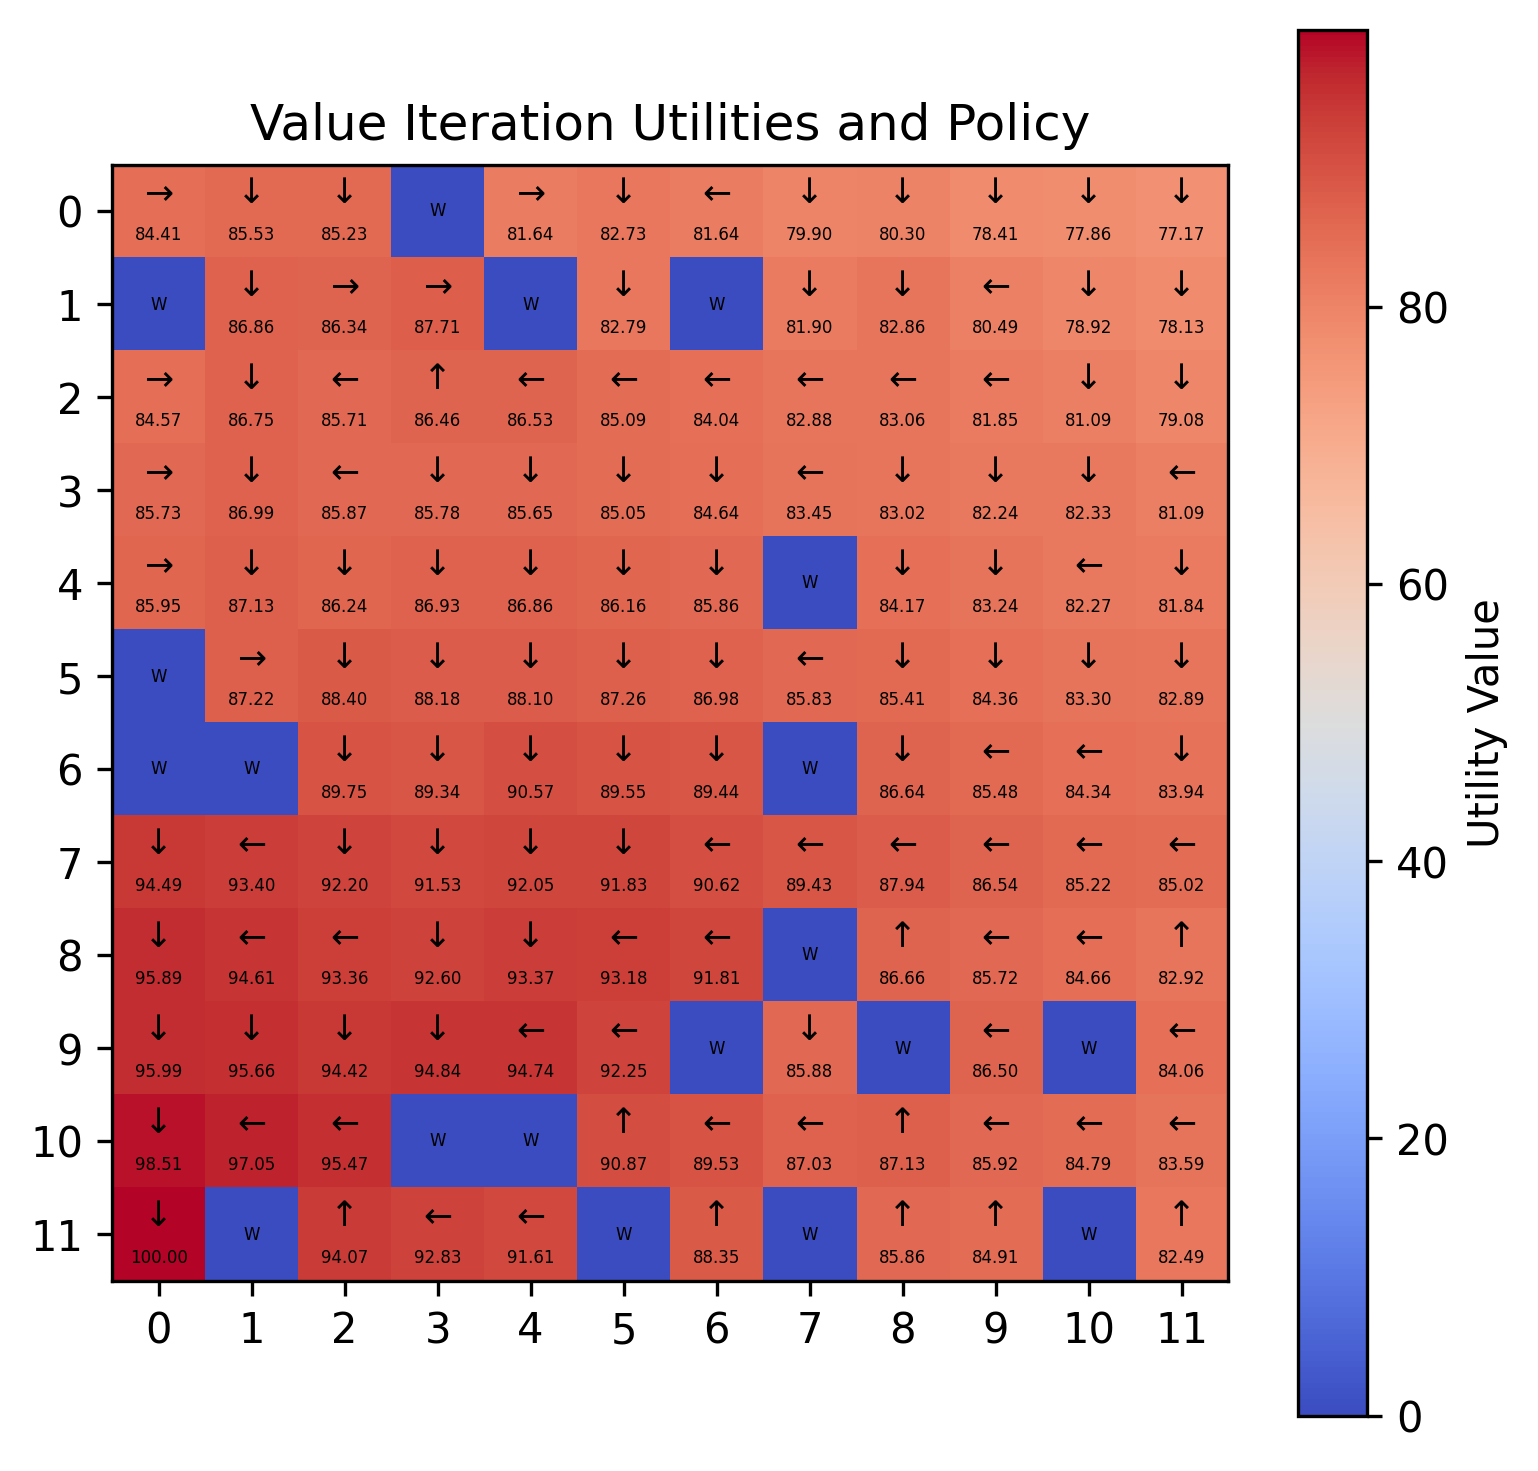 Value Iteration Utilities and Policy
0 → ↓ ↓ W → ↓ ← ↓ ↓ ↓ ↓ ↓
84.41 85.53 85.23 81.64 82.73 81.64 79.90 80.30 78.41 77.86 77.17
1 W ↓ → → W ↓ W ↓ ↓ ← ↓ ↓
86.86 86.34 87.71 82.79 81.90 82.86 80.49 78.92 78.13
2 → ↓ ← ↑ ← ← ← ← ← ← ↓ ↓
84.57 86.75 85.71 86.46 86.53 85.09 84.04 82.88 83.06 81.85 81.09 79.08
3 → ↓ ← ↓ ↓ ↓ ↓ ← ↓ ↓ ↓ ←
85.73 86.99 85.87 85.78 85.65 85.05 84.64 83.45 83.02 82.24 82.33 81.09
4 → ↓ ↓ ↓ ↓ ↓ ↓ W ↓ ↓ ← ↓
85.95 87.13 86.24 86.93 86.86 86.16 85.86 84.17 83.24 82.27 81.84
5 W → ↓ ↓ ↓ ↓ ↓ ← ↓ ↓ ↓ ↓
87.22 88.40 88.18 88.10 87.26 86.98 85.83 85.41 84.36 83.30 82.89
6 W W ↓ ↓ ↓ ↓ ↓ W ↓ ← ← ↓
89.75 89.34 90.57 89.55 89.44 86.64 85.48 84.34 83.94
7 ↓ ← ↓ ↓ ↓ ↓ ← ← ← ← ← ←
94.49 93.40 92.20 91.53 92.05 91.83 90.62 89.43 87.94 86.54 85.22 85.02
8 ↓ ← ← ↓ ↓ ← ← W ↑ ← ← ↑
95.89 94.61 93.36 92.60 93.37 93.18 91.81 86.66 85.72 84.66 82.92
9 ↓ ↓ ↓ ↓ ← ← W ↓ W ← W ←
95.99 95.66 94.42 94.84 94.74 92.25 85.88 86.50 84.06
10 ↓ ← ← W W ↑ ← ← ↑ ← ← ←
98.51 97.05 95.47 90.87 89.53 87.03 87.13 85.92 84.79 83.59
11 ↓ W ↑ ← ← W ↑ W ↑ ↑ W ↑
100.00 94.07 92.83 91.61 88.35 85.86 84.91 82.49
0 1 2 3 4 5 6 7 8 9 10 11
80
60
40
20
0
Utility Value